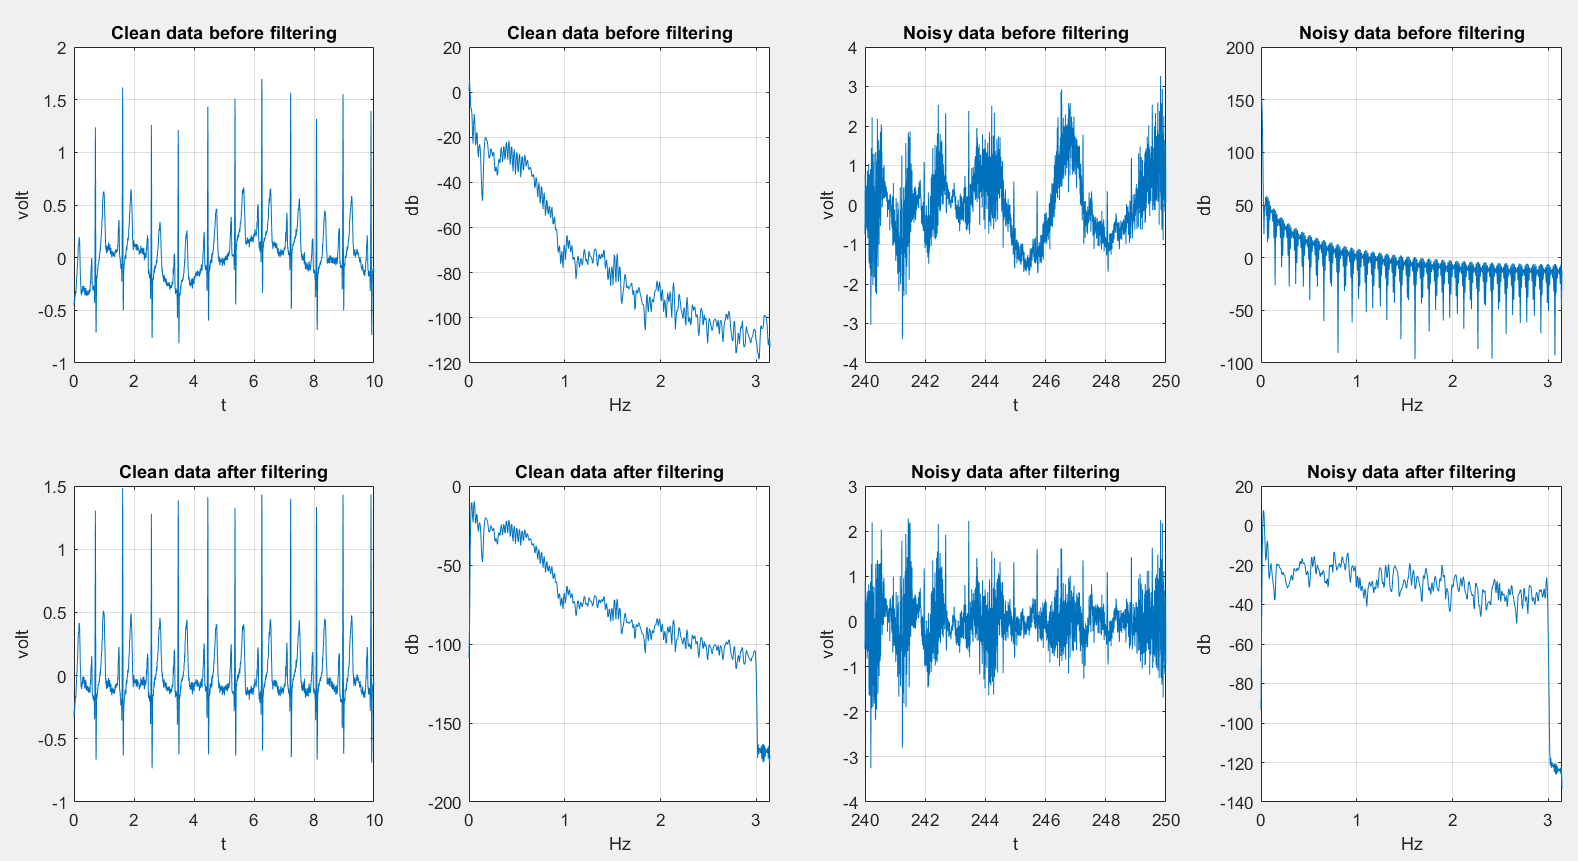 Clean data before filtering
2
1.5
1
0.5
0
-0.5
-1
volt
0 2 4 6 8 10
t
Clean data before filtering
20
0
-20
-40
-60
-80
-100
-120
db
0 1 2 3
Hz
Noisy data before filtering
4
3
2
1
0
-1
-2
-3
-4
volt
240 242 244 246 248 250
t
Noisy data before filtering
200
150
100
50
0
-50
-100
db
0 1 2 3
Hz
Clean data after filtering
1.5
1
0.5
0
-0.5
-1
volt
0 2 4 6 8 10
t
Clean data after filtering
0
-50
-100
-150
-200
db
0 1 2 3
Hz
Noisy data after filtering
3
2
1
0
-1
-2
-3
-4
volt
240 242 244 246 248 250
t
Noisy data after filtering
20
0
-20
-40
-60
-80
-100
-120
-140
db
0 1 2 3
Hz